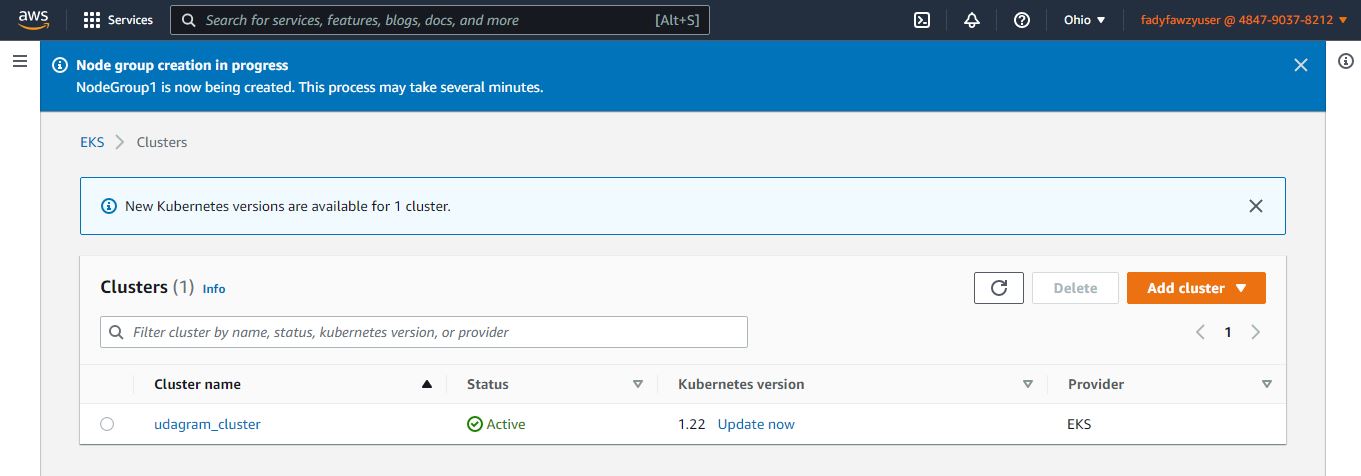 aws Services Search for services, features, blogs, docs, and more [Alt+S] Ohio fadyfawzyuser @ 4847-9037-8212
Node group creation in progress
NodeGroup1 is now being created. This process may take several minutes.
EKS Clusters
New Kubernetes versions are available for 1 cluster.
Clusters (1) Info Delete Add cluster
Filter cluster by name, status, kubernetes version, or provider 1
Cluster name Status Kubernetes version Provider
udagram_cluster Active 1.22 Update now EKS